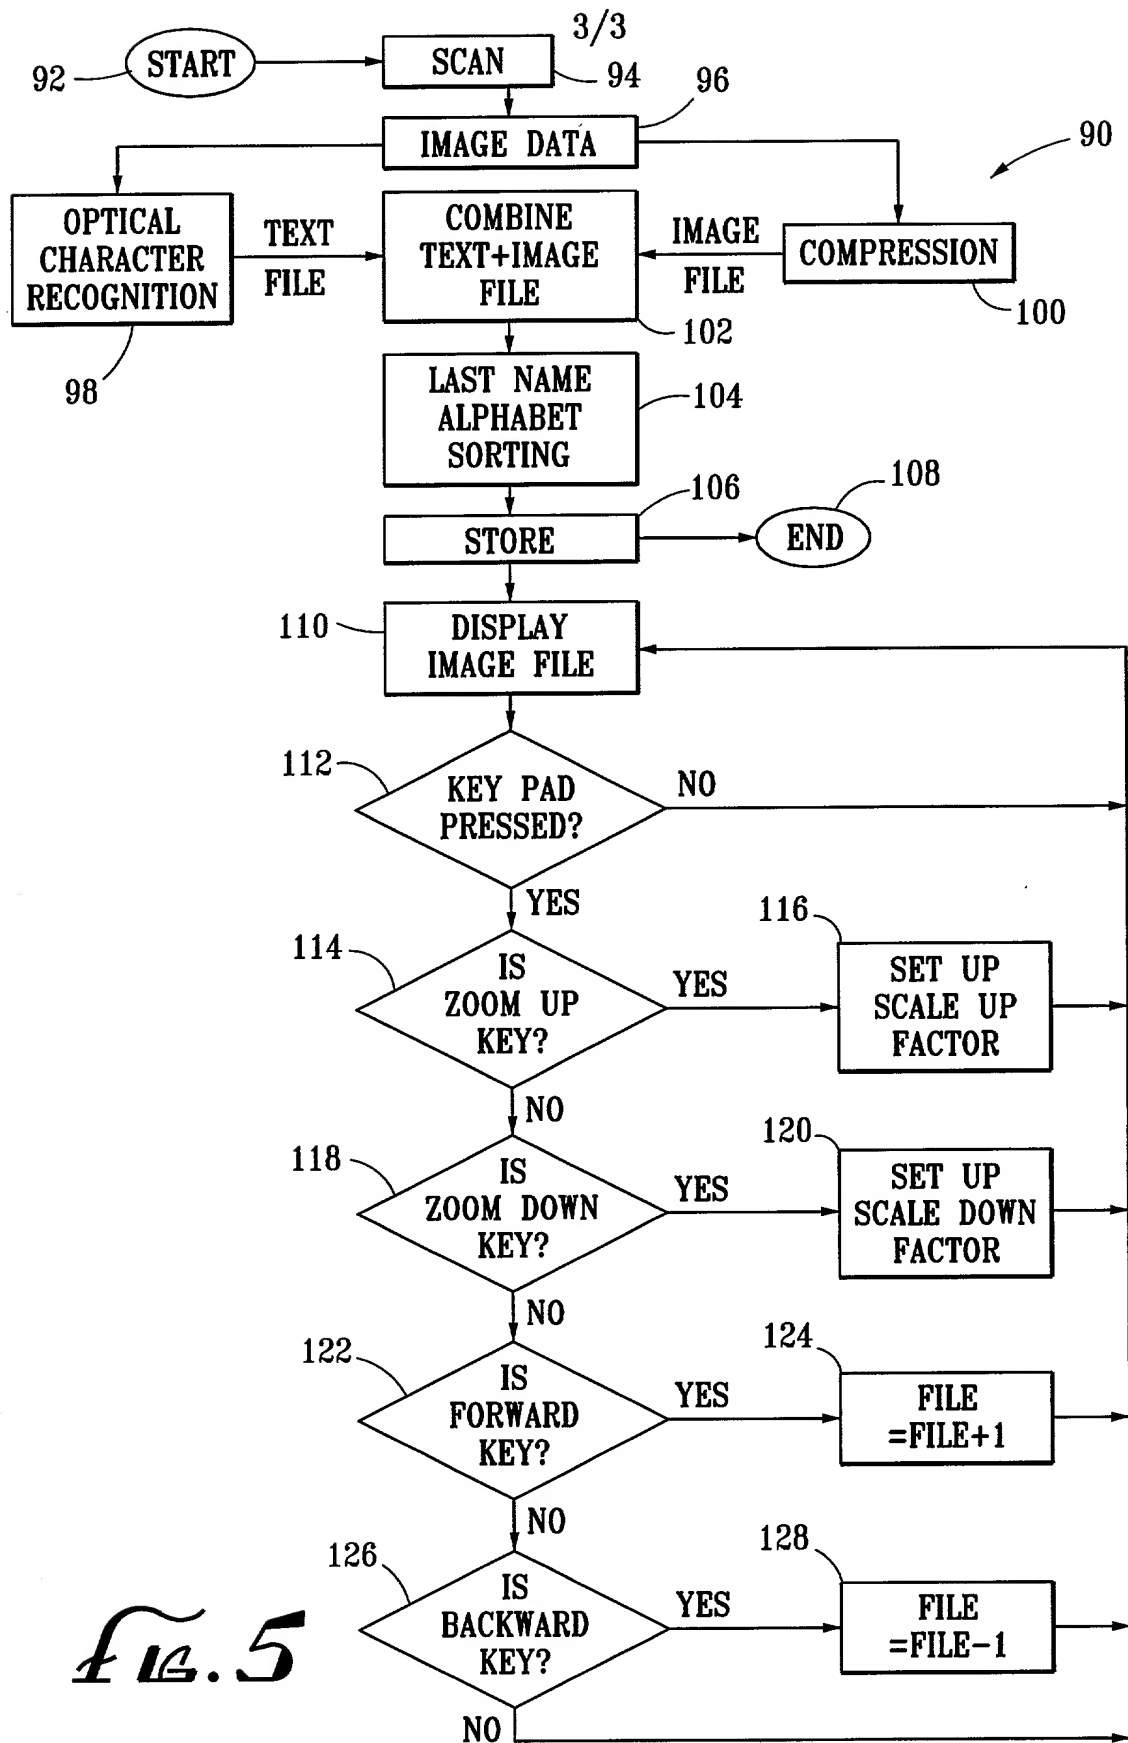 3/3
92
START
SCAN
94
96
IMAGE DATA
90
OPTICAL
CHARACTER
RECOGNITION
98
TEXT
FILE
COMBINE
TEXT+IMAGE
FILE
102
IMAGE
FILE
COMPRESSION
100
LAST NAME
ALPHABET
SORTING
104
106
STORE
108
END
110
DISPLAY
IMAGE FILE
112
KEY PAD
PRESSED?
NO
YES
114
IS
ZOOM UP
KEY?
YES
116
SET UP
SCALE UP
FACTOR
NO
118
IS
ZOOM DOWN
KEY?
YES
120
SET UP
SCALE DOWN
FACTOR
NO
122
IS
FORWARD
KEY?
YES
124
FILE
=FILE+1
NO
126
IS
BACKWARD
KEY?
YES
128
FILE
=FILE-1
NO
FIG. 5